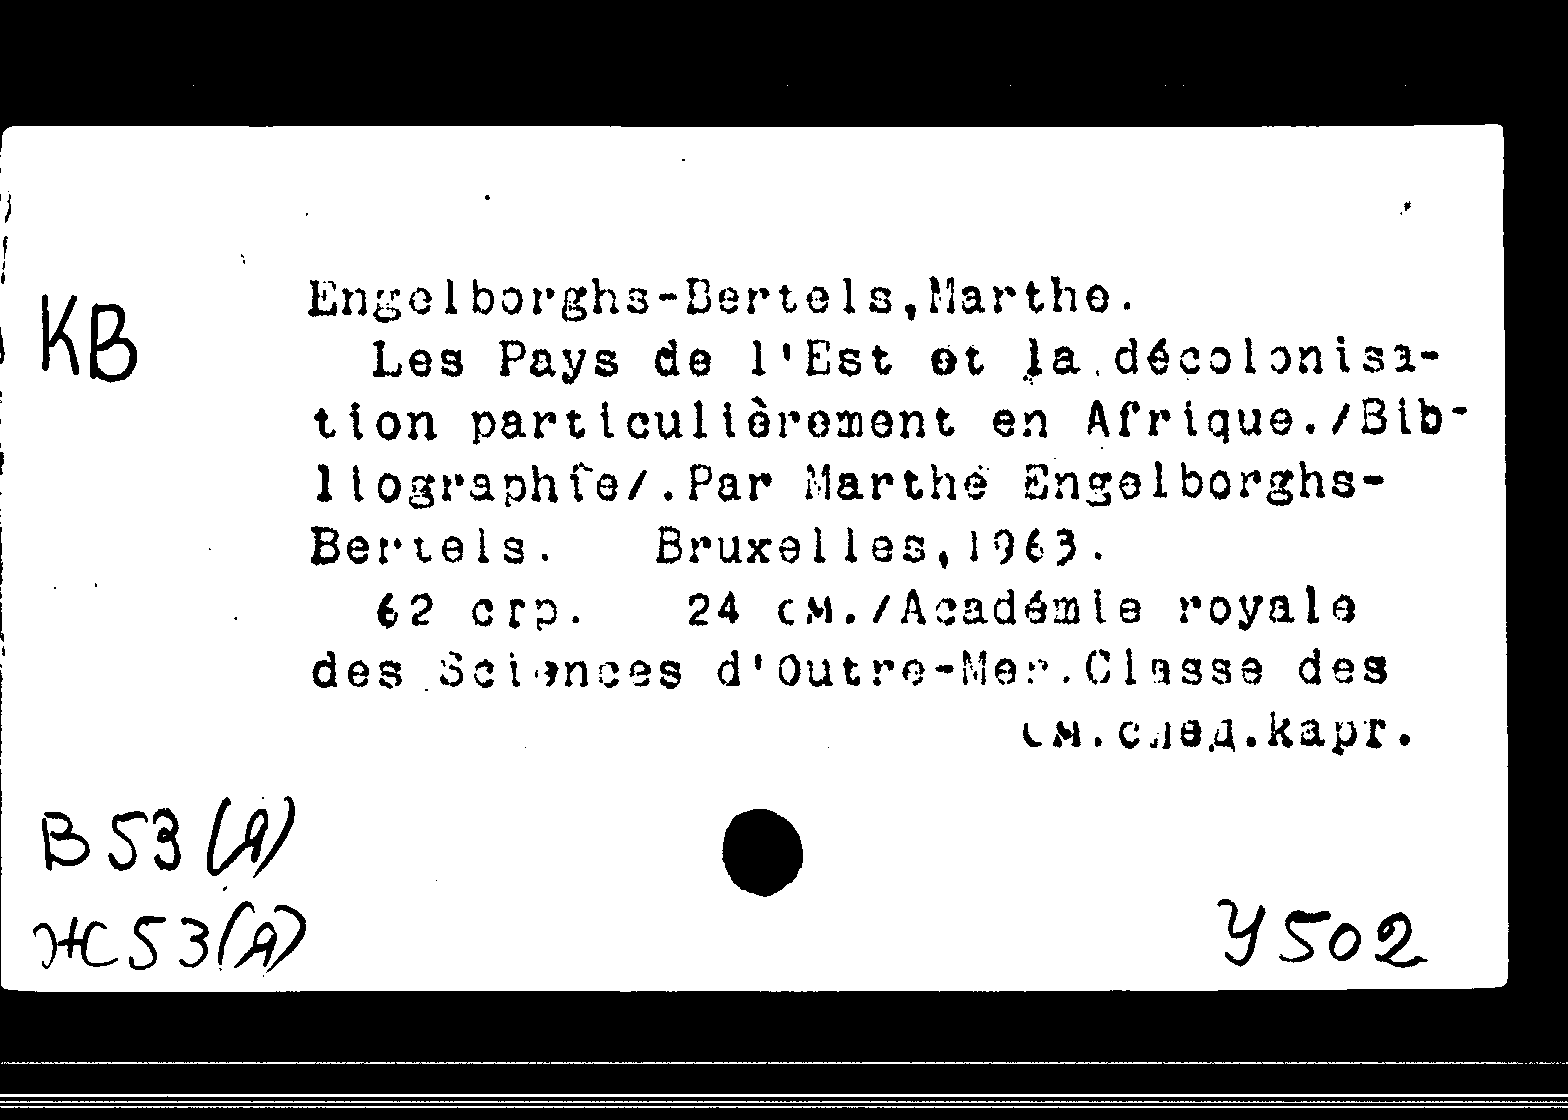 KB
Engelborghs-Bertels,Marthe.
Les Pays de l'Est et la décolonisa-
tion particulièrement en Afrique./Bib-
liographie/.Par Marthe Engelborghs-
Bertels. Bruxelles,1963.
62 стр. 24 см./Académie royale
des Sciences d'Outre-Mer.Classe des
см.след.карт.
В53(Я)
Ж53(Я)
У502